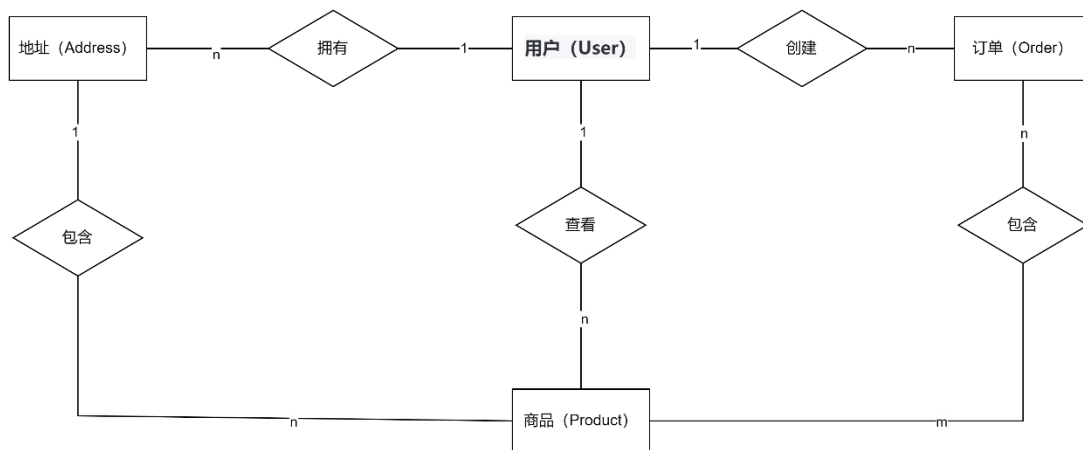 地址（Address）
n
拥有
1
用户（User）
1
创建
n
订单（Order）
1
1
n
包含
查看
包含
n
n
商品（Product）
m